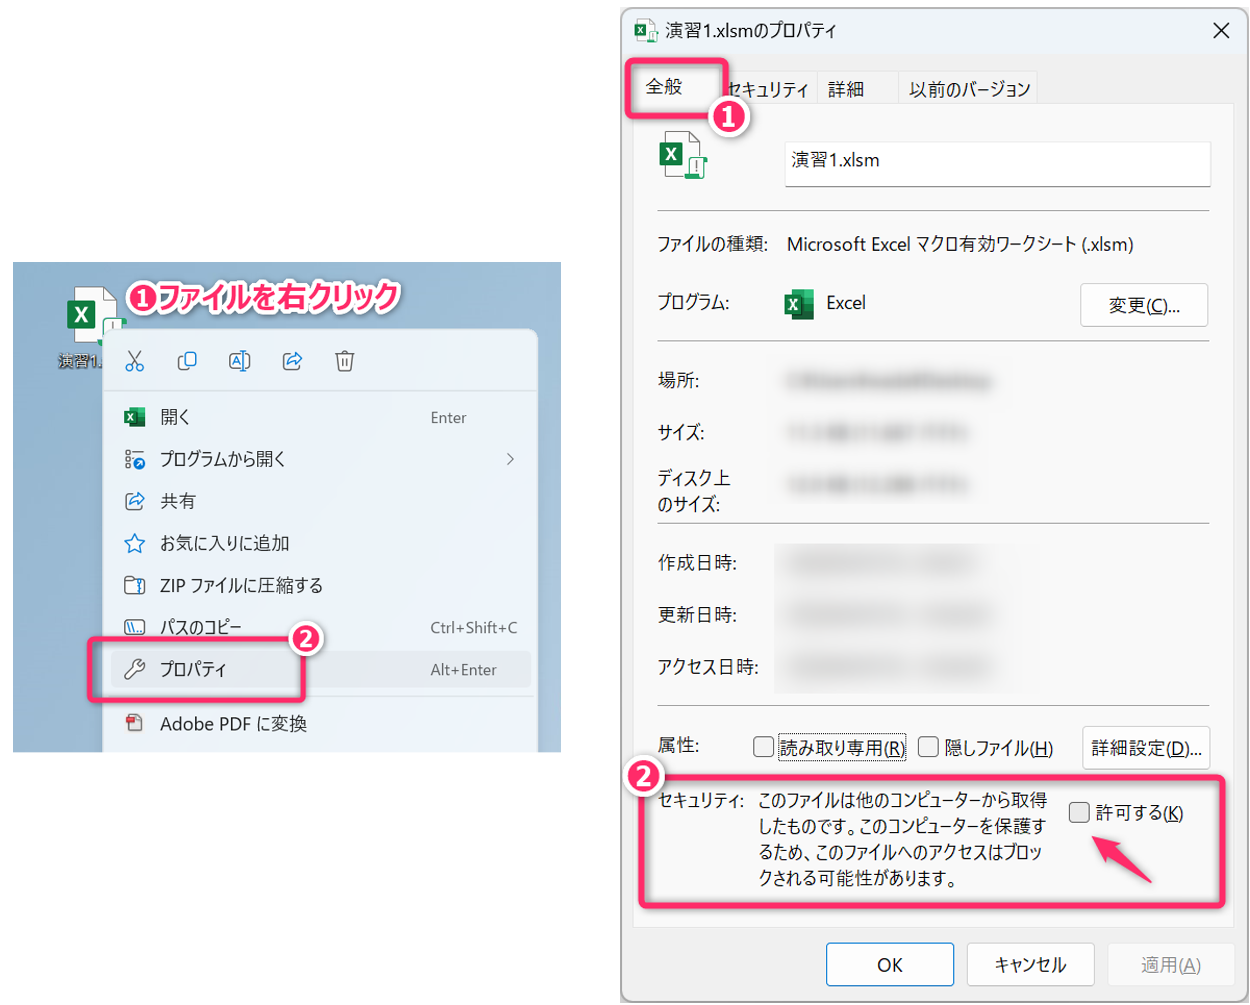 ①ファイルを右クリック
演習1.
開く Enter
プログラムから開く
共有
お気に入りに追加
ZIP ファイルに圧縮する
パスのコピー Ctrl+Shift+C
②
プロパティ Alt+Enter
Adobe PDF に変換
演習1.xlsmのプロパティ
全般 セキュリティ 詳細 以前のバージョン
①
演習1.xlsm
ファイルの種類: Microsoft Excel マクロ有効ワークシート (.xlsm)
プログラム: Excel 変更(C)...
場所:
サイズ:
ディスク上
のサイズ:
作成日時:
更新日時:
アクセス日時:
属性: 読み取り専用(R) 隠しファイル(H) 詳細設定(D)...
②
セキュリティ: このファイルは他のコンピューターから取得 許可する(K)
したものです。このコンピューターを保護す
るため、このファイルへのアクセスはブロッ
クされる可能性があります。
OK キャンセル 適用(A)